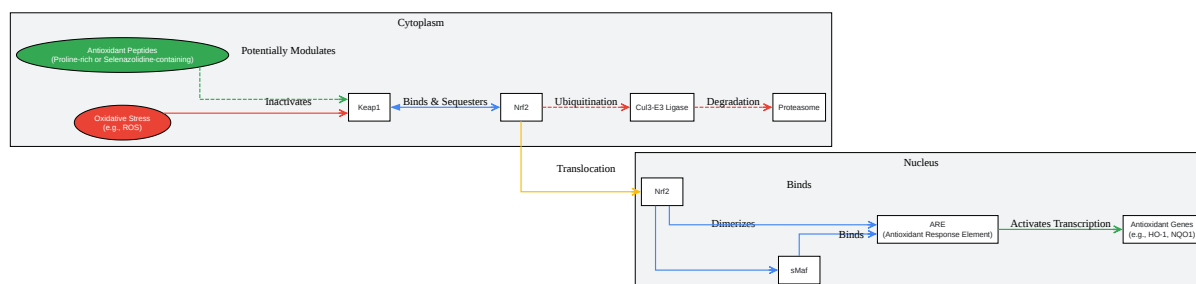 Cytoplasm
Antioxidant Peptides
(Proline-rich or Selenazolidine-containing)
Potentially Modulates
Inactivates
Oxidative Stress
(e.g., ROS)
Keap1
Binds & Sequesters
Nrf2
Ubiquitination
Cul3-E3 Ligase
Degradation
Proteasome
Translocation
Nucleus
Nrf2
Binds
Dimerizes
Binds
sMaf
ARE
(Antioxidant Response Element)
Activates Transcription
Antioxidant Genes
(e.g., HO-1, NQO1)